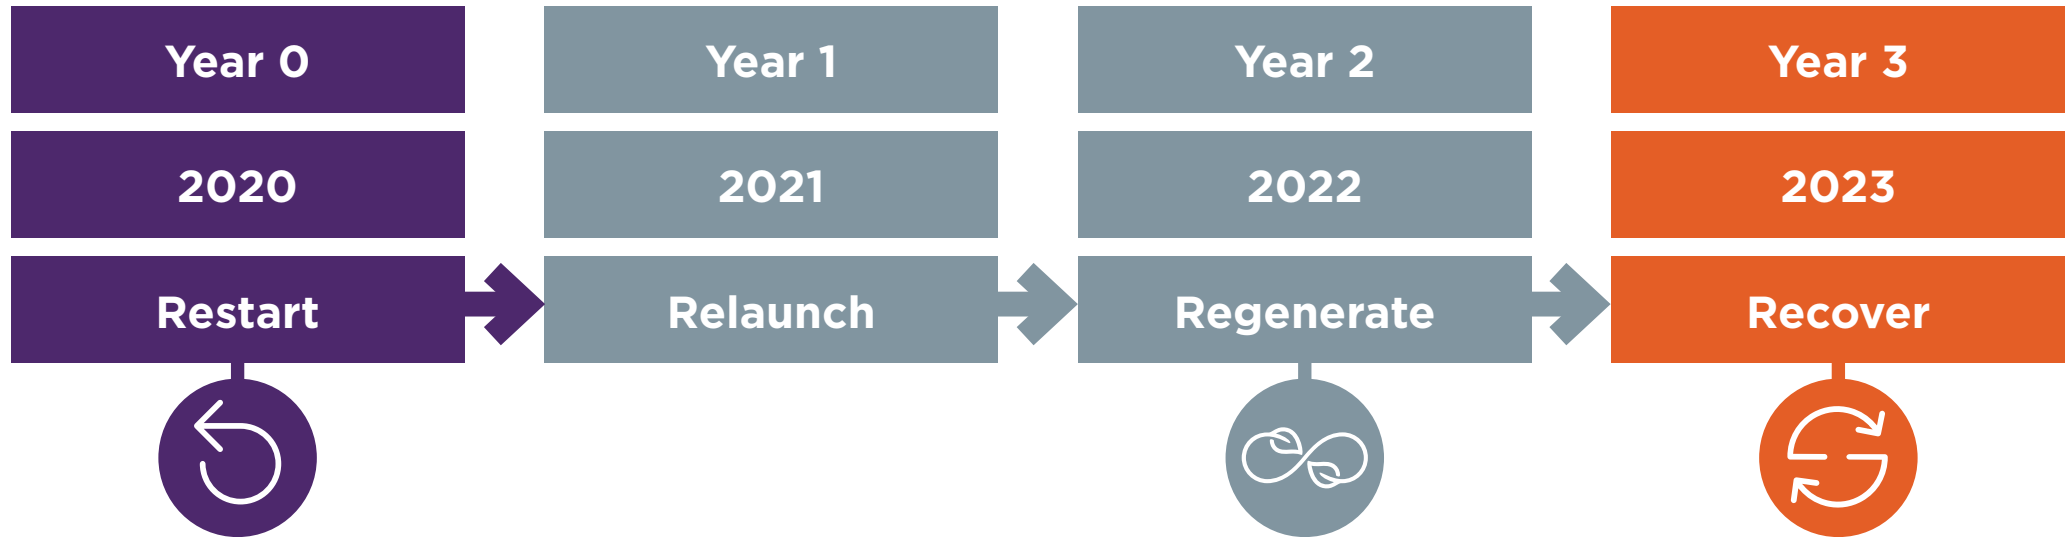 Year 0
Year 1
Year 2
Year 3
2020
2021
2022
2023
Restart
Relaunch
Regenerate
Recover